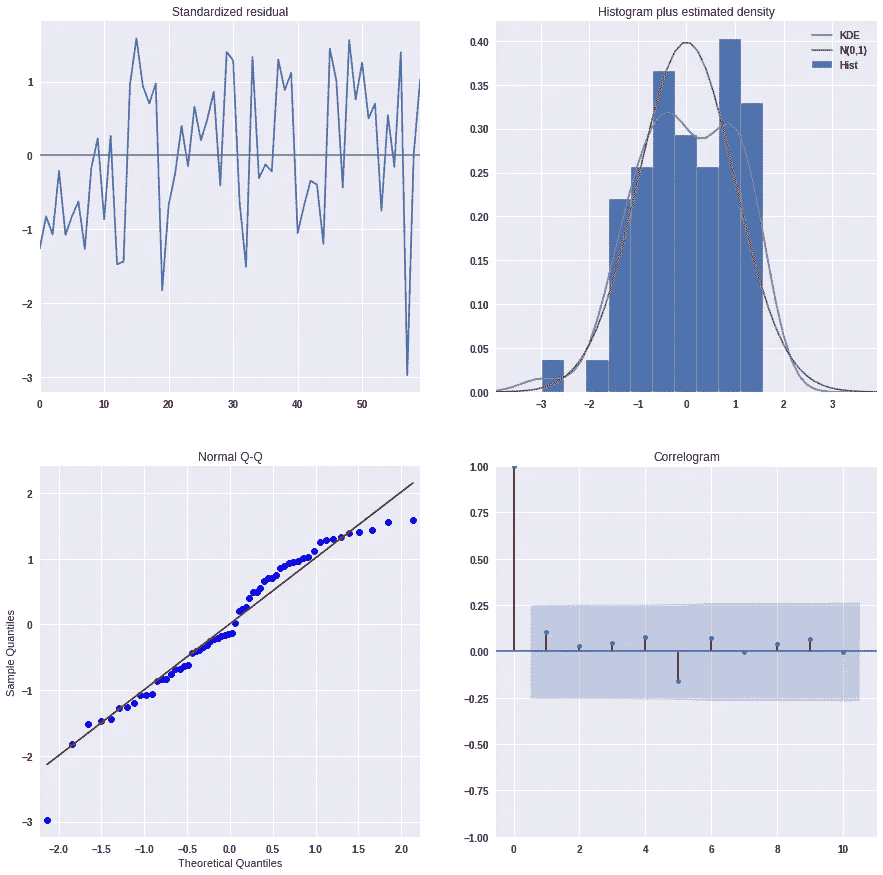 Standardized residual
1
0
−1
−2
−3
0 10 20 30 40 50
Histogram plus estimated density
KDE
N(0,1)
Hist
0.40
0.35
0.30
0.25
0.20
0.15
0.10
0.05
0.00
−3 −2 −1 0 1 2 3
Normal Q-Q
Sample Quantiles
2
1
0
−1
−2
−3
−2.0 −1.5 −1.0 −0.5 0.0 0.5 1.0 1.5 2.0
Theoretical Quantiles
Correlogram
1.00
0.75
0.50
0.25
0.00
−0.25
−0.50
−0.75
−1.00
0 2 4 6 8 10